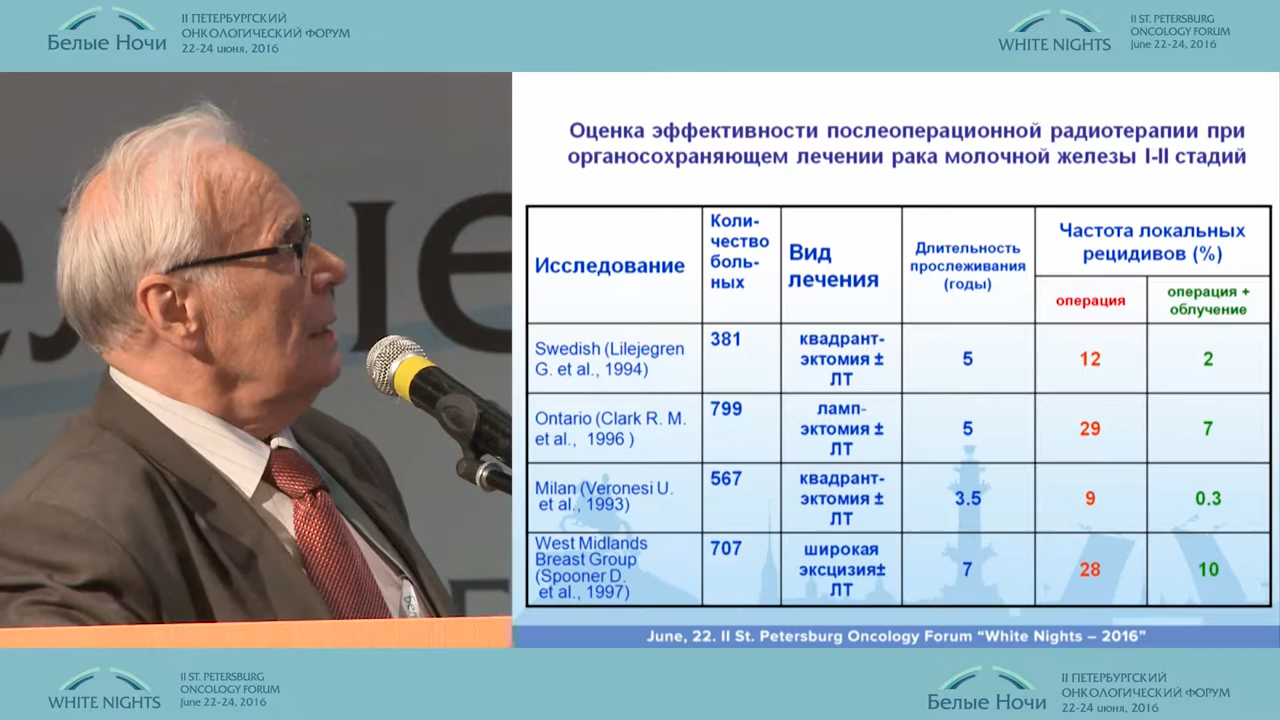 Белые Ночи
II ПЕТЕРБУРГСКИЙ
ОНКОЛОГИЧЕСКИЙ ФОРУМ
22-24 июня, 2016
WHITE NIGHTS
II ST. PETERSBURG
ONCOLOGY FORUM
June 22-24, 2016
Оценка эффективности послеоперационной радиотерапии при
органосохраняющем лечении рака молочной железы I-II стадий
Исследование
Коли-
чество
боль-
ных
Вид
лечения
Длительность
прослеживания
(годы)
Частота локальных
рецидивов (%)
операция
операция +
облучение
Swedish (Lilejegren
G. et al., 1994)
381
квадрант-
эктомия ±
ЛТ
5
12
2
Ontario (Clark R. M.
et al., 1996 )
799
ламп-
эктомия ±
ЛТ
5
29
7
Milan (Veronesi U.
et al., 1993)
567
квадрант-
эктомия ±
ЛТ
3.5
9
0.3
West Midlands
Breast Group
(Spooner D.
et al., 1997)
707
широкая
эксцизия±
ЛТ
7
28
10
June, 22. II St. Petersburg Oncology Forum “White Nights – 2016”
WHITE NIGHTS
II ST. PETERSBURG
ONCOLOGY FORUM
June 22-24, 2016
Белые Ночи
II ПЕТЕРБУРГСКИЙ
ОНКОЛОГИЧЕСКИЙ ФОРУМ
22-24 июня, 2016